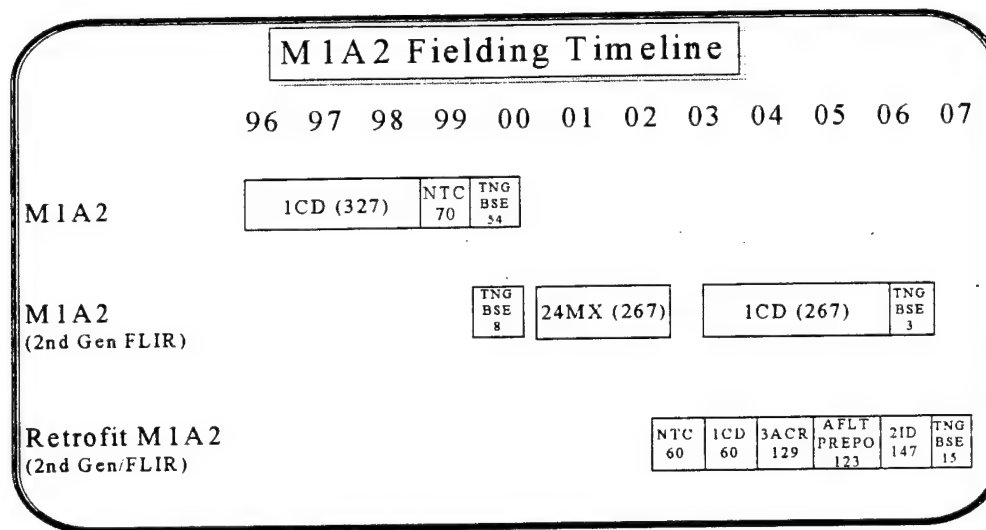 M1A2 Fielding Timeline
96 97 98 99 00 01 02 03 04 05 06 07
M1A2
1CD (327)
NTC
70
TNG
BSE
54
M1A2
(2nd Gen FLIR)
TNG
BSE
8
24MX (267)
1CD (267)
TNG
BSE
3
Retrofit M1A2
(2nd Gen/FLIR)
NTC
60
1CD
60
3ACR
129
AFLT
PREPO
123
2ID
147
TNG
BSE
15